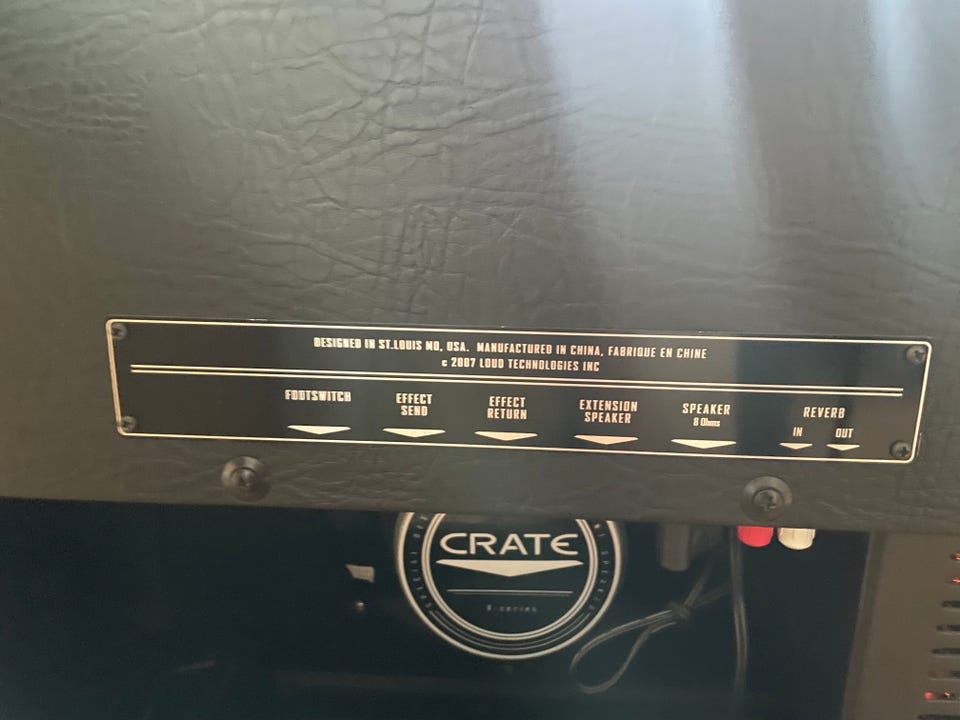 DESIGNED IN ST.LOUIS MO, USA. MANUFACTURED IN CHINA, FABRIQUE EN CHINE
c 2007 LOUD TECHNOLOGIES INC
FOOTSWITCH
EFFECT
SEND
EFFECT
RETURN
EXTENSION
SPEAKER
SPEAKER
8 Ohms
REVERB
IN OUT
CRATE
V-series